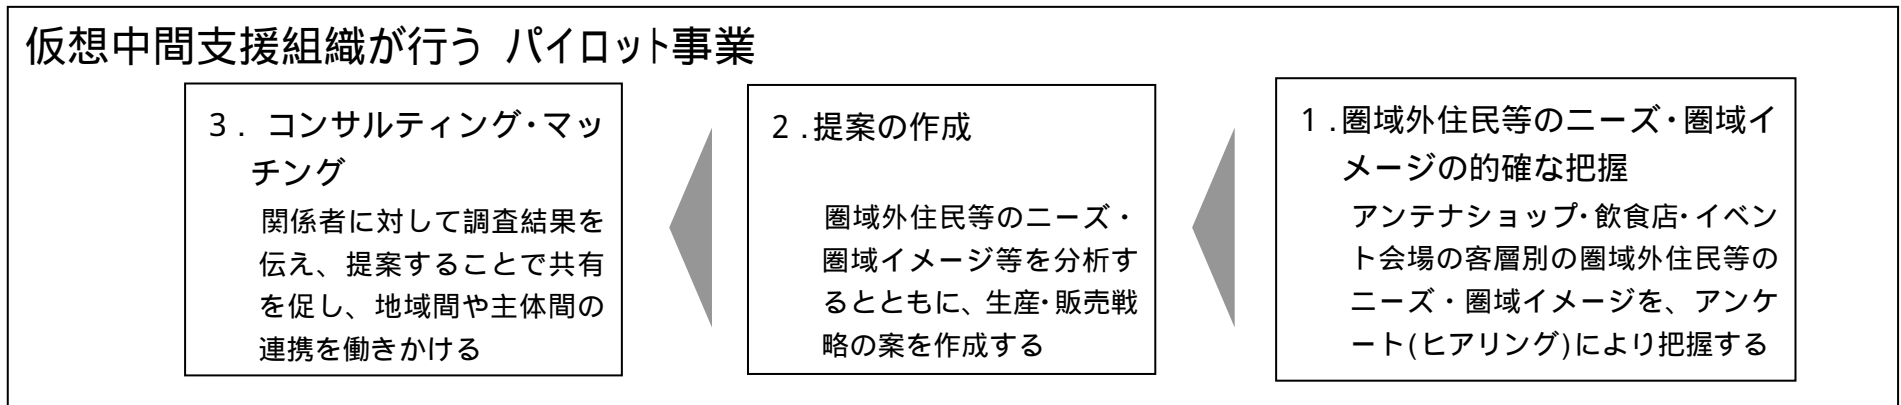 仮想中間支援組織が行う パイロット事業
3．コンサルティング・マッ
チング
関係者に対して調査結果を
伝え、提案することで共有
を促し、地域間や主体間の
連携を働きかける
2．提案の作成
圏域外住民等のニーズ・
圏域イメージ等を分析す
るとともに、生産・販売戦
略の案を作成する
1．圏域外住民等のニーズ・圏域イ
メージの的確な把握
アンテナショップ・飲食店・イベン
ト会場の客層別の圏域外住民等の
ニーズ・圏域イメージを、アンケ
ート(ヒアリング)により把握する